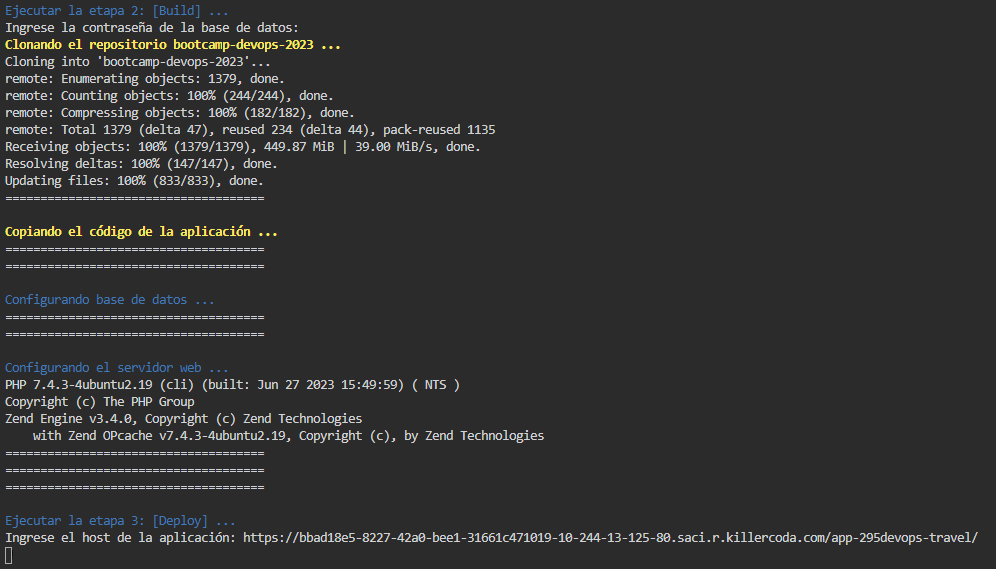 Ejecutar la etapa 2: [Build] ...
Ingrese la contraseña de la base de datos:
Clonando el repositorio bootcamp-devops-2023 ...
Cloning into 'bootcamp-devops-2023'...
remote: Enumerating objects: 1379, done.
remote: Counting objects: 100% (244/244), done.
remote: Compressing objects: 100% (182/182), done.
remote: Total 1379 (delta 47), reused 234 (delta 44), pack-reused 1135
Receiving objects: 100% (1379/1379), 449.87 MiB | 39.00 MiB/s, done.
Resolving deltas: 100% (147/147), done.
Updating files: 100% (833/833), done.
=====================================
Copiando el código de la aplicación ...
=====================================
=====================================
Configurando base de datos ...
=====================================
=====================================
Configurando el servidor web ...
PHP 7.4.3-4ubuntu2.19 (cli) (built: Jun 27 2023 15:49:59) ( NTS )
Copyright (c) The PHP Group
Zend Engine v3.4.0, Copyright (c) Zend Technologies
    with Zend OPcache v7.4.3-4ubuntu2.19, Copyright (c), by Zend Technologies
=====================================
=====================================
=====================================
Ejecutar la etapa 3: [Deploy] ...
Ingrese el host de la aplicación: https://bbad18e5-8227-42a0-bee1-31661c471019-10-244-13-125-80.saci.r.killercoda.com/app-295devops-travel/